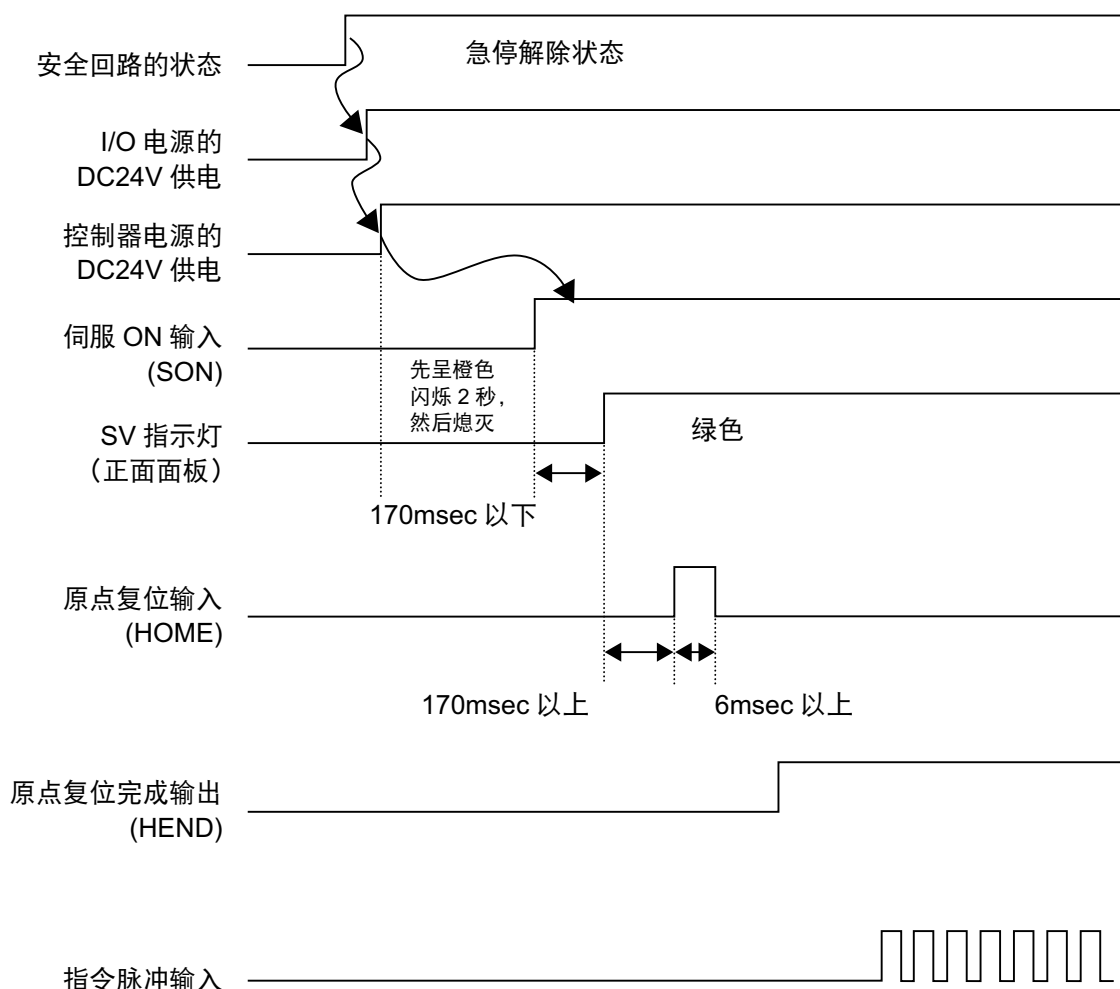 安全回路的状态
急停解除状态
I/O 电源的
DC24V 供电
控制器电源的
DC24V 供电
伺服 ON 输入
(SON)
先呈橙色
闪烁 2 秒,
然后熄灭
SV 指示灯
（正面面板）
绿色
170msec 以下
原点复位输入
(HOME)
170msec 以上
6msec 以上
原点复位完成输出
(HEND)
指令脉冲输入